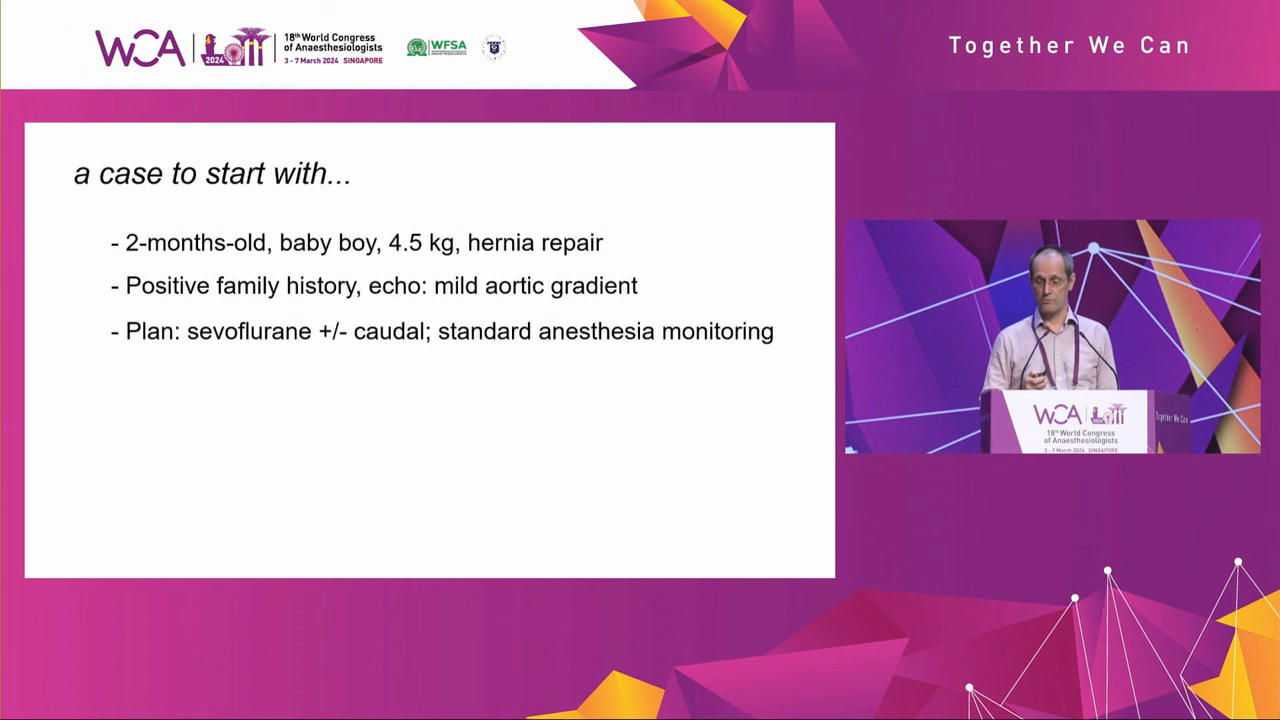 WCA
2024
18th World Congress
of Anaesthesiologists
3 - 7 March 2024 SINGAPORE
WFSA
Together We Can
a case to start with...
- 2-months-old, baby boy, 4.5 kg, hernia repair
- Positive family history, echo: mild aortic gradient
- Plan: sevoflurane +/- caudal; standard anesthesia monitoring
WCA
Together We Can
18th World Congress
of Anaesthesiologists
3 - 7 March 2024 SINGAPORE